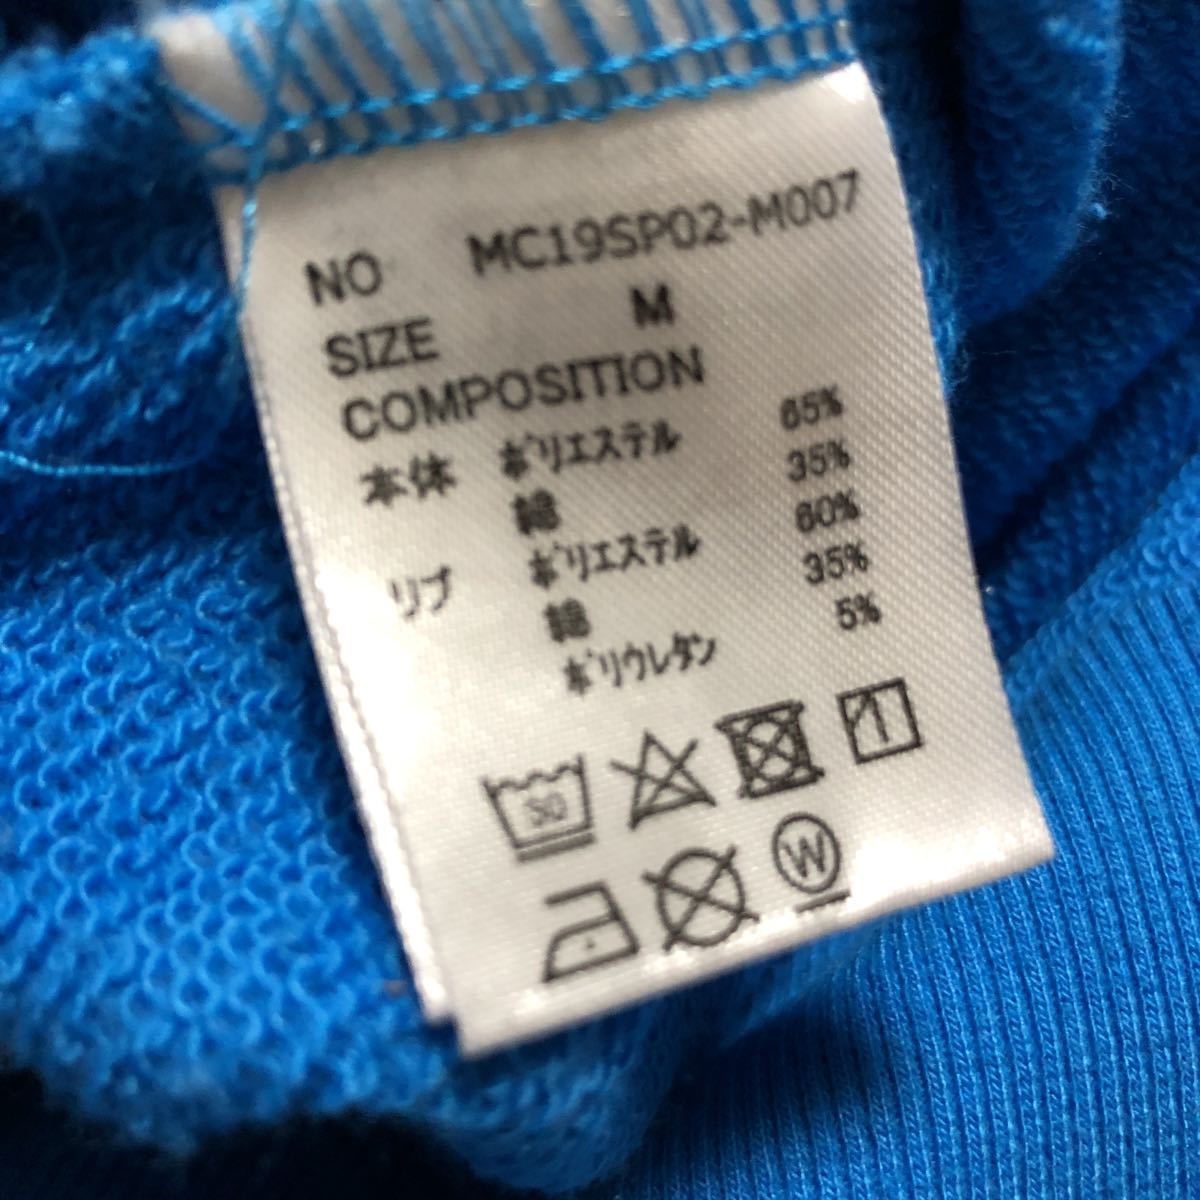 NO MC19SP02-M007
SIZE M
COMPOSITION
本体 ポリエステル 65%
綿 35%
リブ ポリエステル 60%
綿 35%
ポリウレタン 5%
W